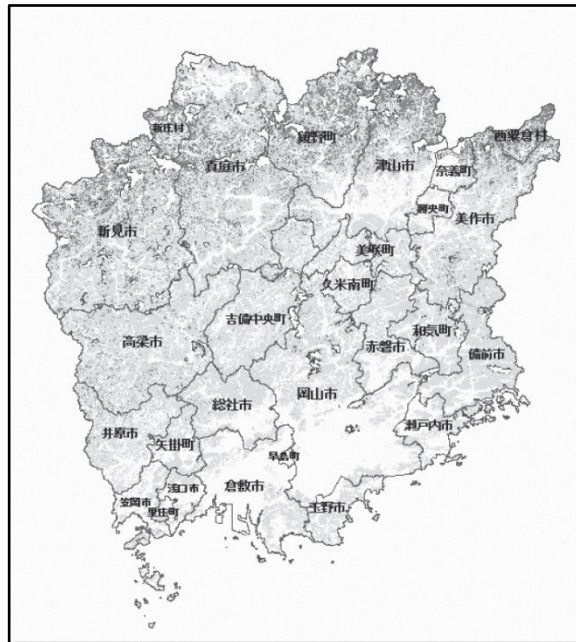 新庄村
真庭市
鏡野町
津山市
奈義町
西粟倉村
勝央町
美作市
新見市
美咲町
久米南町
吉備中央町
高梁市
赤磐市
和気町
備前市
岡山市
総社市
瀬戸内市
井原市
矢掛町
早島町
浅口市
倉敷市
笠岡市
里庄町
玉野市